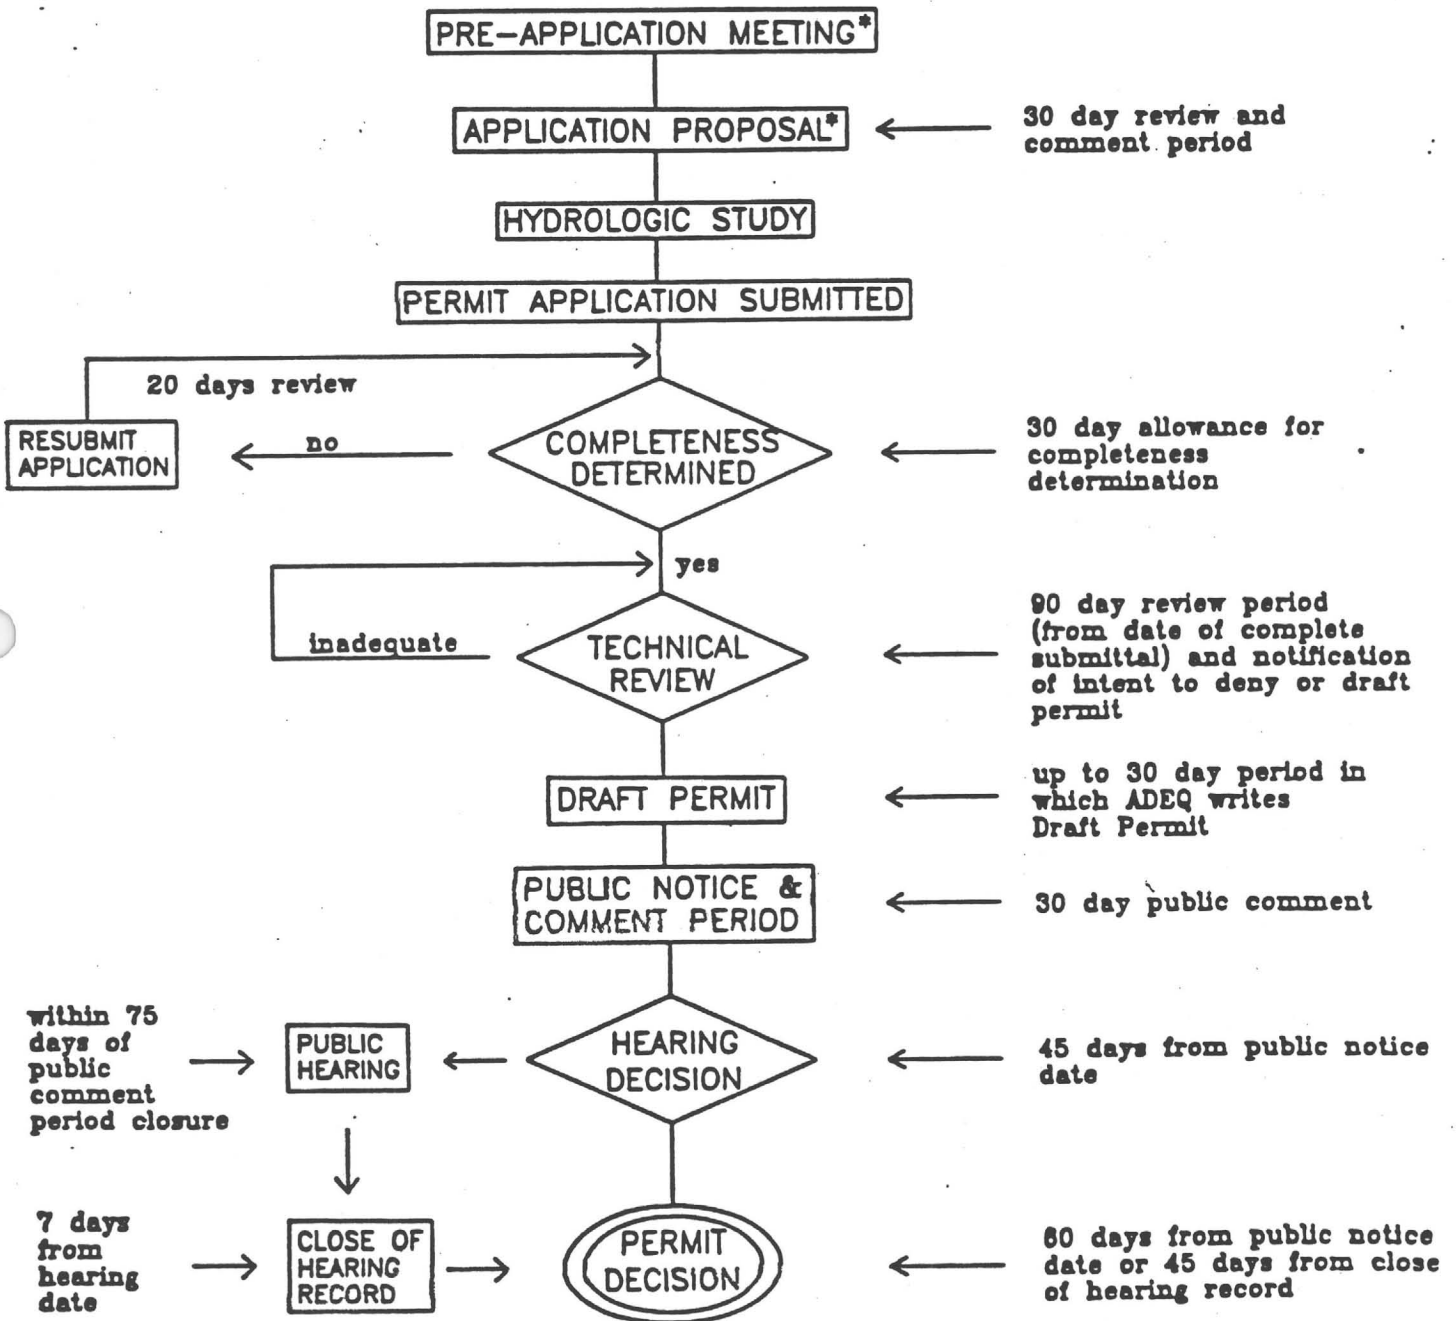 PRE-APPLICATION MEETING*
APPLICATION PROPOSAL*
30 day review and
comment period
HYDROLOGIC STUDY
PERMIT APPLICATION SUBMITTED
20 days review
RESUBMIT
APPLICATION
no
COMPLETENESS
DETERMINED
30 day allowance for
completeness
determination
yes
inadequate
TECHNICAL
REVIEW
90 day review period
(from date of complete
submittal) and notification
of intent to deny or draft
permit
DRAFT PERMIT
up to 30 day period in
which ADEQ writes
Draft Permit
PUBLIC NOTICE &
COMMENT PERIOD
30 day public comment
within 75
days of
public
comment
period closure
PUBLIC
HEARING
HEARING
DECISION
45 days from public notice
date
7 days
from
hearing
date
CLOSE OF
HEARING
RECORD
PERMIT
DECISION
60 days from public notice
date or 45 days from close
of hearing record